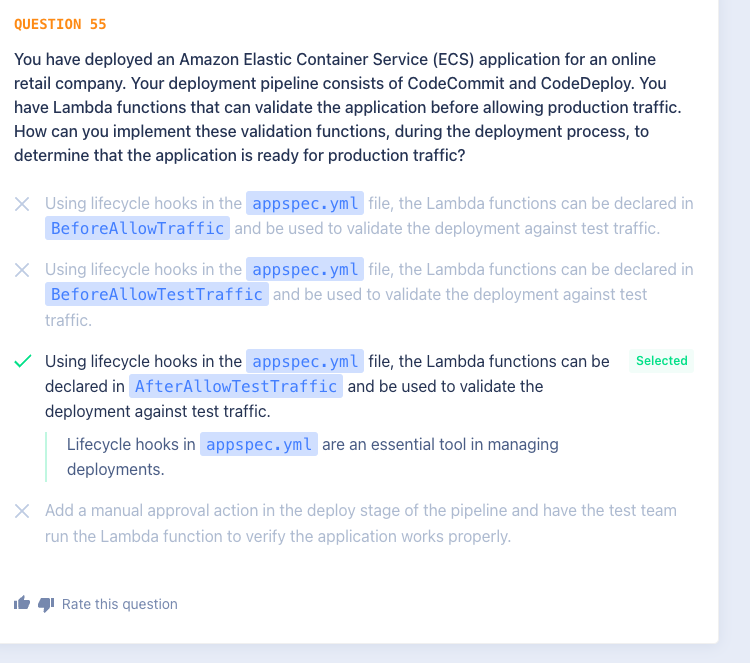 QUESTION 55
You have deployed an Amazon Elastic Container Service (ECS) application for an online
retail company. Your deployment pipeline consists of CodeCommit and CodeDeploy. You
have Lambda functions that can validate the application before allowing production traffic.
How can you implement these validation functions, during the deployment process, to
determine that the application is ready for production traffic?
Using lifecycle hooks in the appspec.yml file, the Lambda functions can be declared in
BeforeAllowTraffic and be used to validate the deployment against test traffic.
Using lifecycle hooks in the appspec.yml file, the Lambda functions can be declared in
BeforeAllowTestTraffic and be used to validate the deployment against test
traffic.
Using lifecycle hooks in the appspec.yml file, the Lambda functions can be
Selected
declared in AfterAllowTestTraffic and be used to validate the
deployment against test traffic.
Lifecycle hooks in appspec.yml are an essential tool in managing
deployments.
Add a manual approval action in the deploy stage of the pipeline and have the test team
run the Lambda function to verify the application works properly.
Rate this question